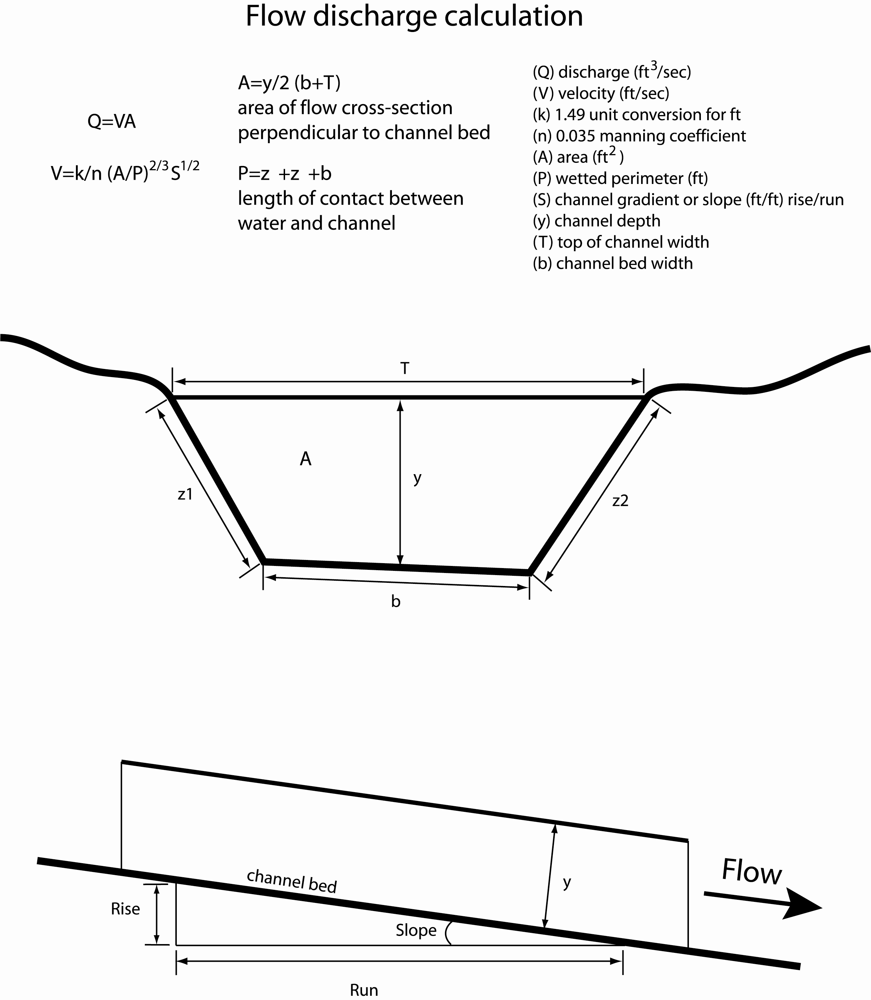 Flow discharge calculation
Q=VA
V=k/n (A/P)2/3 S1/2
A=y/2 (b+T)
area of flow cross-section
perpendicular to channel bed
P=z +z +b
length of contact between
water and channel
(Q) discharge (ft3/sec)
(V) velocity (ft/sec)
(k) 1.49 unit conversion for ft
(n) 0.035 manning coefficient
(A) area (ft2 )
(P) wetted perimeter (ft)
(S) channel gradient or slope (ft/ft) rise/run
(y) channel depth
(T) top of channel width
(b) channel bed width
T
A
y
z1
z2
b
channel bed
y
Flow
Rise
Slope
Run